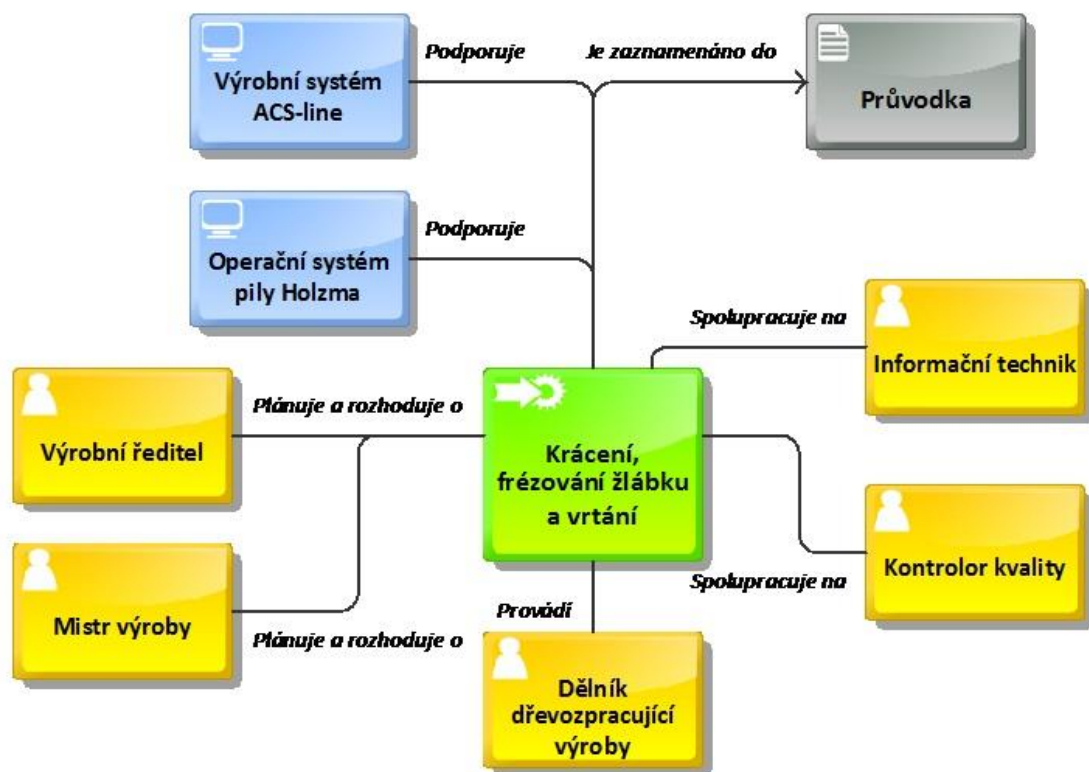 Podporuje
Je zaznamenáno do
Výrobní systém
ACS-line
Průvodka
Podporuje
Operační systém
pily Holzma
Spolupracuje na
Informační technik
Plánuje a rozhoduje o
Výrobní ředitel
Krácení,
frézování žlábku
a vrtání
Kontrolor kvality
Spolupracuje na
Mistr výroby
Plánuje a rozhoduje o
Provádí
Dělník
dřevozpracující
výroby